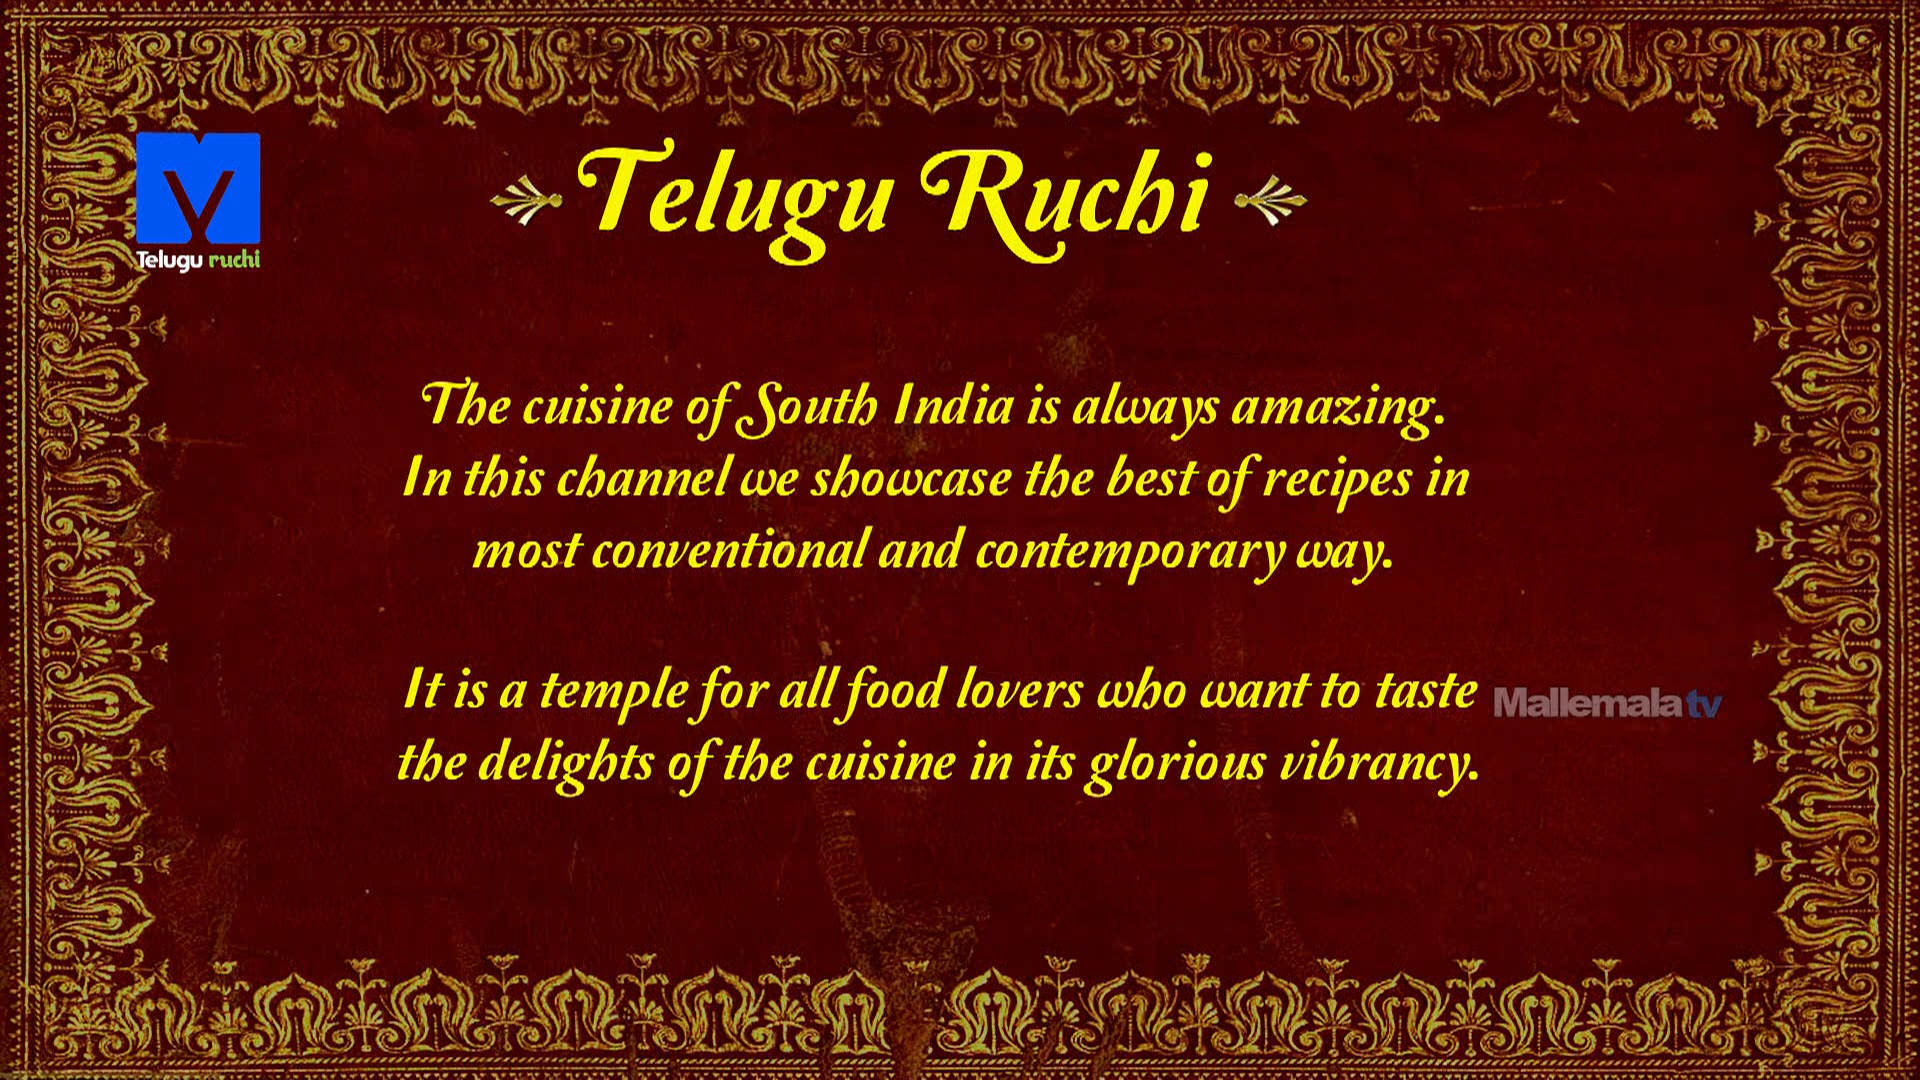 Telugu Ruchi
Telugu ruchi
The cuisine of South India is always amazing.
In this channel we showcase the best of recipes in
most conventional and contemporary way.
It is a temple for all food lovers who want to taste
the delights of the cuisine in its glorious vibrancy.
Mallemala tv